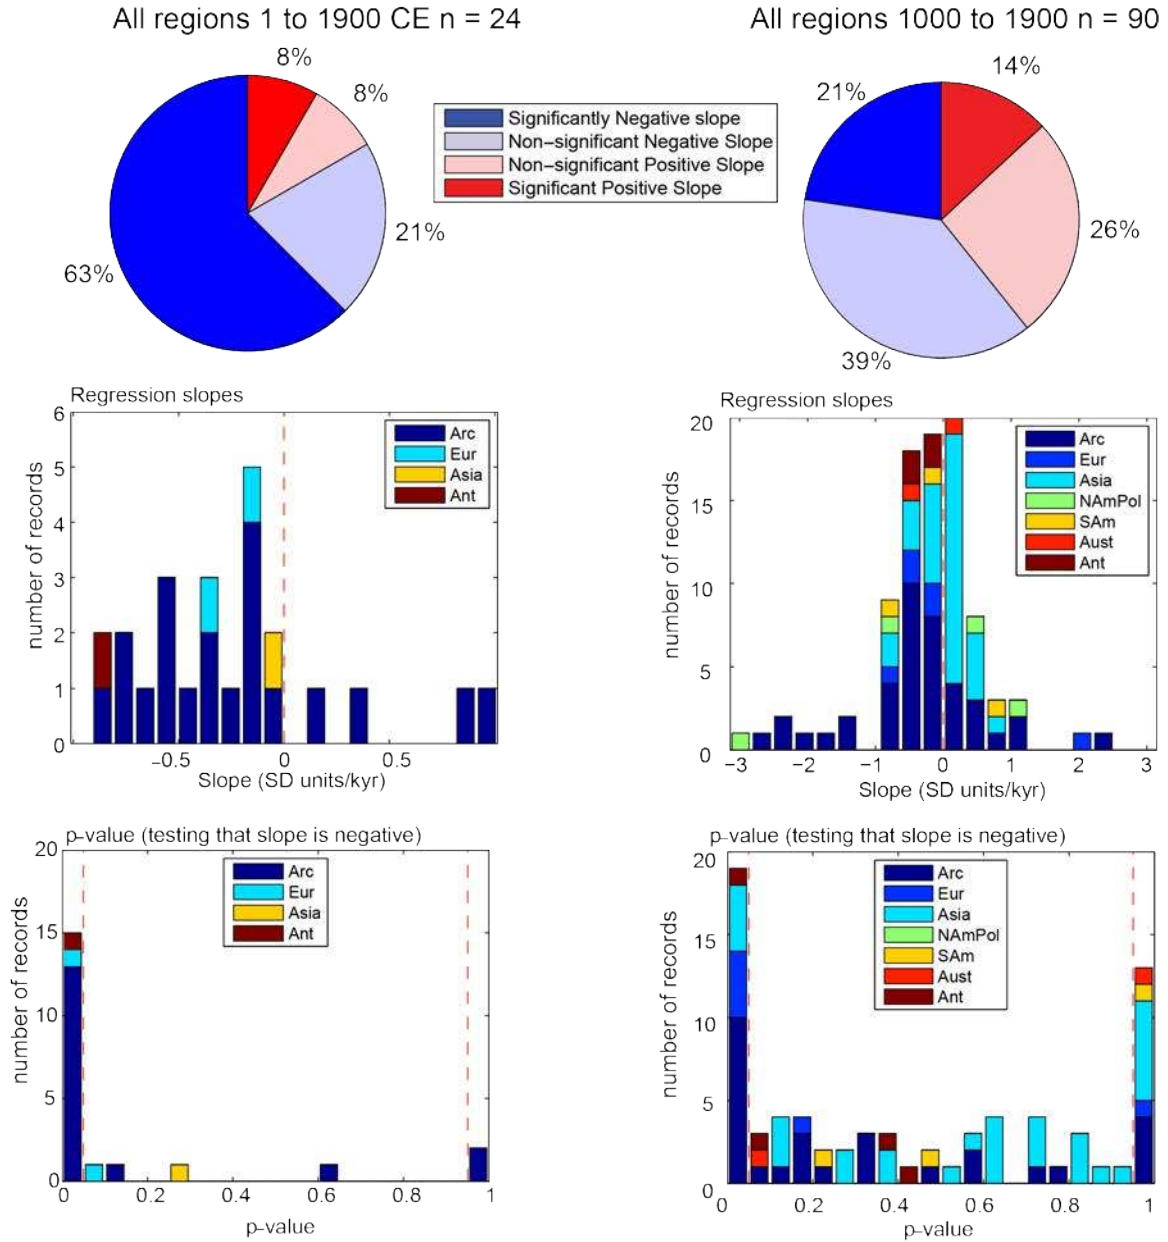 All regions 1 to 1900 CE n = 24
All regions 1000 to 1900 n = 90
8%
8%
21%
63%
Significantly Negative slope
Non-significant Negative Slope
Non-significant Positive Slope
Significant Positive Slope
14%
21%
26%
39%
Regression slopes
6
5
4
3
2
1
0
number of records
Arc
Eur
Asia
Ant
-0.5
0
0.5
Slope (SD units/kyr)
Regression slopes
20
15
10
5
0
number of records
Arc
Eur
Asia
NAmPol
SAm
Aust
Ant
-3
-2
-1
0
1
2
3
Slope (SD units/kyr)
p-value (testing that slope is negative)
20
15
10
5
0
number of records
Arc
Eur
Asia
Ant
0
0.2
0.4
0.6
0.8
1
p-value
p-value (testing that slope is negative)
20
15
10
5
0
number of records
Arc
Eur
Asia
NAmPol
SAm
Aust
Ant
0
0.2
0.4
0.6
0.8
1
p-value